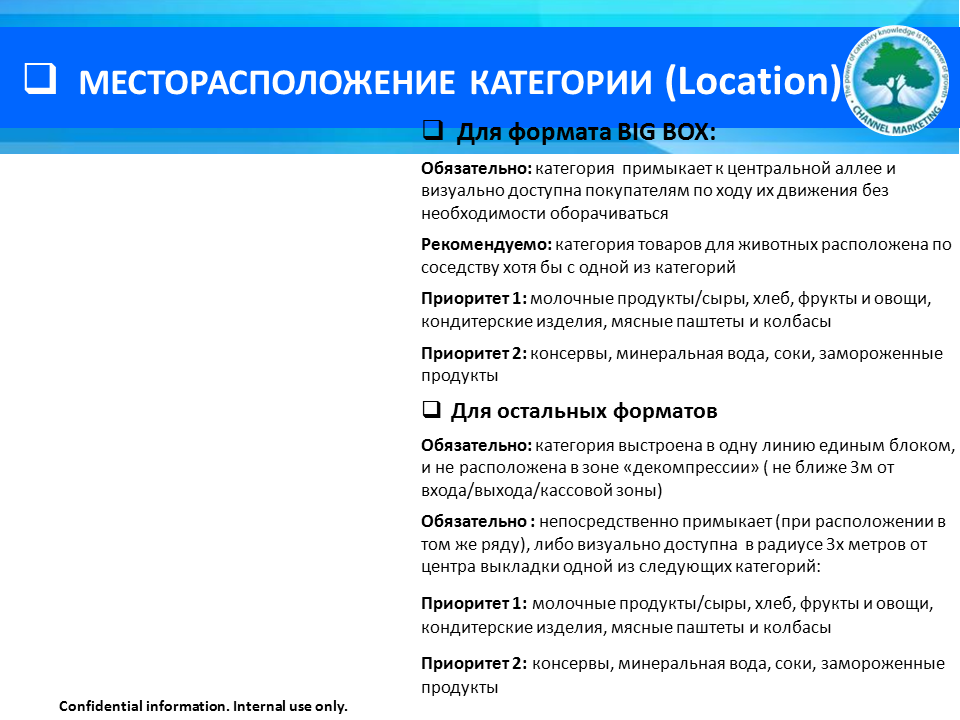 ❑ МЕСТОРАСПОЛОЖЕНИЕ КАТЕГОРИИ (Location)
The power of category knowledge is the power of growth
• CHANNEL MARKETING •
❑ Для формата BIG BOX:
Обязательно: категория примыкает к центральной аллее и
визуально доступна покупателям по ходу их движения без
необходимости оборачиваться
Рекомендуемо: категория товаров для животных расположена по
соседству хотя бы с одной из категорий
Приоритет 1: молочные продукты/сыры, хлеб, фрукты и овощи,
кондитерские изделия, мясные паштеты и колбасы
Приоритет 2: консервы, минеральная вода, соки, замороженные
продукты
❑ Для остальных форматов
Обязательно: категория выстроена в одну линию единым блоком,
и не расположена в зоне «декомпрессии» ( не ближе 3м от
входа/выхода/кассовой зоны)
Обязательно : непосредственно примыкает (при расположении в
том же ряду), либо визуально доступна в радиусе 3х метров от
центра выкладки одной из следующих категорий:
Приоритет 1: молочные продукты/сыры, хлеб, фрукты и овощи,
кондитерские изделия, мясные паштеты и колбасы
Приоритет 2: консервы, минеральная вода, соки, замороженные
продукты
Confidential information. Internal use only.